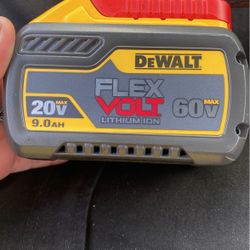 DEWALT
FLEX
VOLT
LITHIUM ION
20V MAX
9.0AH
60V MAX